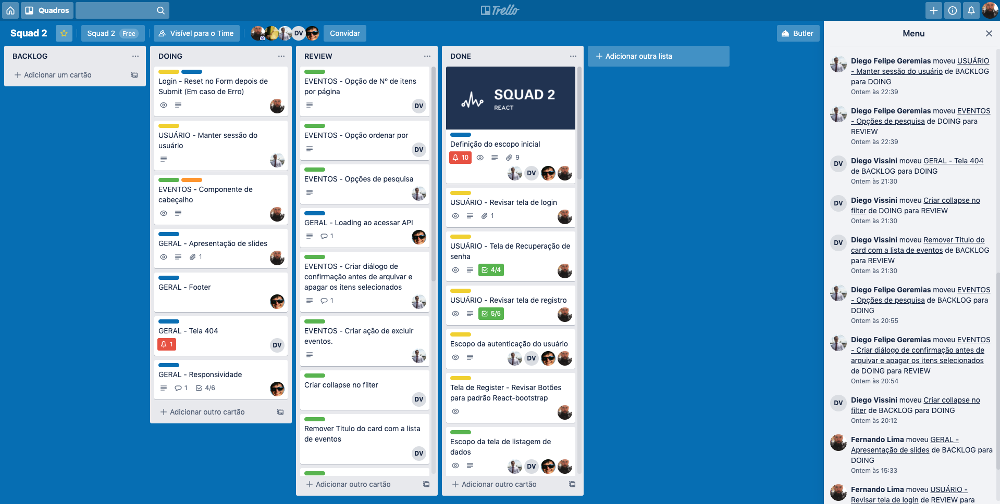 Quadros
Trello
Squad 2
Squad 2 Free
Visível para o Time
DV
Convidar
Butler
BACKLOG
Adicionar um cartão
DOING
Login - Reset no Form depois de
Submit (Em caso de Erro)
USUÁRIO - Manter sessão do
usuário
EVENTOS - Componente de
cabeçalho
GERAL - Apresentação de slides
1
GERAL - Footer
GERAL - Tela 404
1
DV
GERAL - Responsividade
1 4/6
Adicionar outro cartão
REVIEW
EVENTOS - Opção de Nº de itens
por página
DV
EVENTOS - Opção ordenar por
DV
EVENTOS - Opções de pesquisa
GERAL - Loading ao acessar API
1
EVENTOS - Criar diálogo de
confirmação antes de arquivar e
apagar os itens selecionados
1
EVENTOS - Criar ação de excluir
eventos.
Criar collapse no filter
DV
Remover Titulo do card com a lista
de eventos
DV
Adicionar outro cartão
DONE
SQUAD 2
REACT
Definição do escopo inicial
10 9
DV
USUÁRIO - Revisar tela de login
1
USUÁRIO - Tela de Recuperação de
senha
4/4
USUÁRIO - Revisar tela de registro
5/5
Escopo da autenticação do usuário
DV
Tela de Register - Revisar Botões
para padrão React-bootstrap
Escopo da tela de listagem de
dados
DV
Adicionar outro cartão
Adicionar outra lista
Menu
Diego Felipe Geremias moveu USUÁRIO
- Manter sessão do usuário de BACKLOG
para DOING
Ontem às 22:39
Diego Felipe Geremias moveu EVENTOS
- Opções de pesquisa de DOING para
REVIEW
Ontem às 22:39
DV
Diego Vissini moveu GERAL - Tela 404
de BACKLOG para DOING
Ontem às 21:30
DV
Diego Vissini moveu Criar collapse no
filter de DOING para REVIEW
Ontem às 21:30
DV
Diego Vissini moveu Remover Titulo do
card com a lista de eventos de BACKLOG
para REVIEW
Ontem às 21:30
Diego Felipe Geremias moveu EVENTOS
- Opções de pesquisa de BACKLOG para
DOING
Ontem às 20:55
Diego Felipe Geremias moveu EVENTOS
- Criar diálogo de confirmação antes de
arquivar e apagar os itens selecionados
de DOING para REVIEW
Ontem às 20:54
DV
Diego Vissini moveu Criar collapse no
filter de BACKLOG para DOING
Ontem às 20:12
Fernando Lima moveu GERAL -
Apresentação de slides de BACKLOG para
DOING
Ontem às 15:33
Fernando Lima moveu USUÁRIO -
Revisar tela de login de REVIEW para